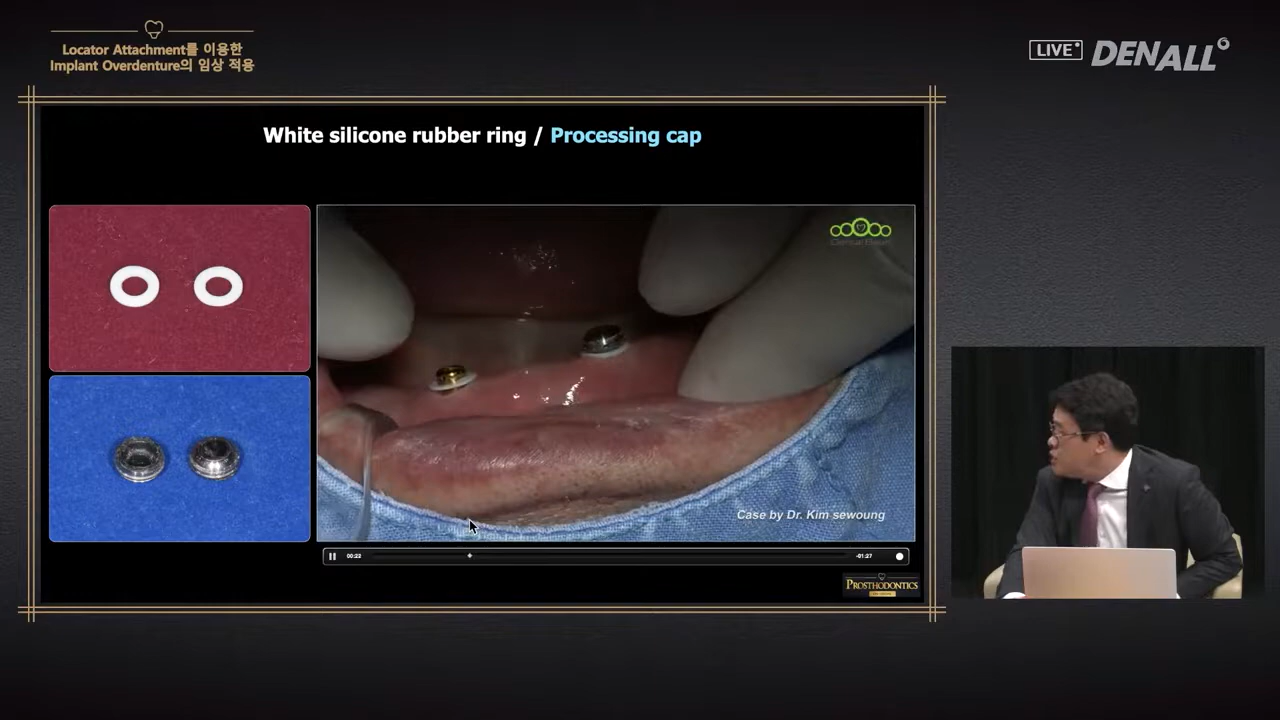 Locator Attachment를 이용한
Implant Overdenture의 임상 적용
LIVE
DENALL
White silicone rubber ring / Processing cap
Case by Dr. Kim sewoung
00:22
-01:27
PROSTHODONTICS